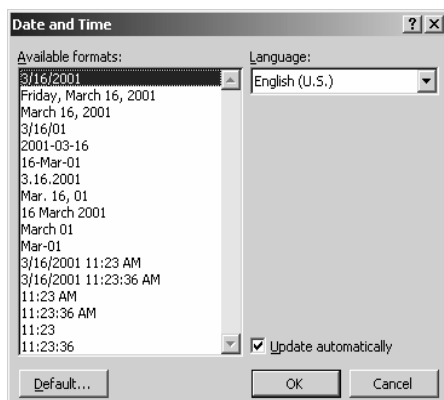 Date and Time
Available formats:
3/16/2001
Friday, March 16, 2001
March 16, 2001
3/16/01
2001-03-16
16-Mar-01
3.16.2001
Mar. 16, 01
16 March 2001
March 01
Mar-01
3/16/2001 11:23 AM
3/16/2001 11:23:36 AM
11:23 AM
11:23:36 AM
11:23
11:23:36
Language:
English (U.S.)
Update automatically
Default...
OK
Cancel